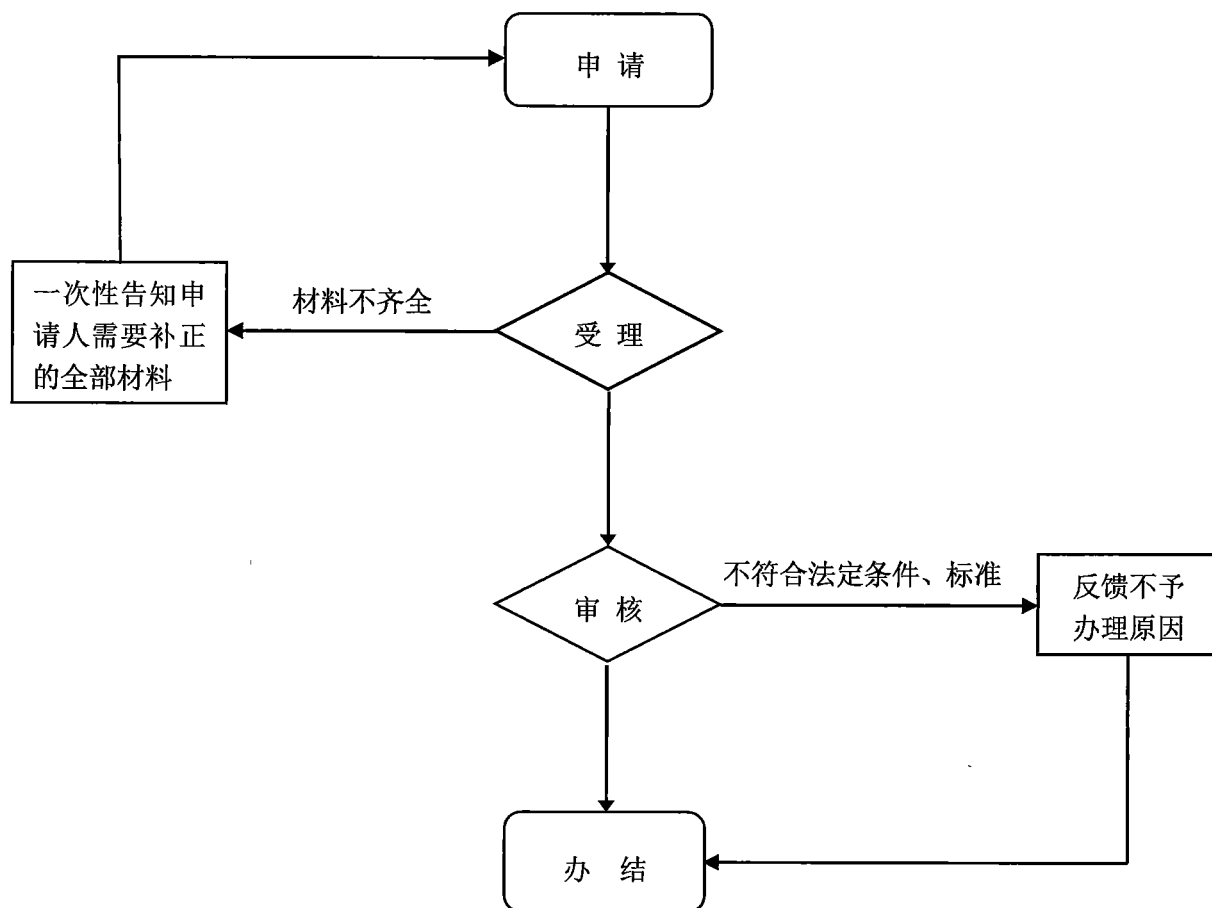 申请
材料不齐全
一次性告知申
请人需要补正
的全部材料
受理
不符合法定条件、标准
审核
反馈不予
办理原因
办结